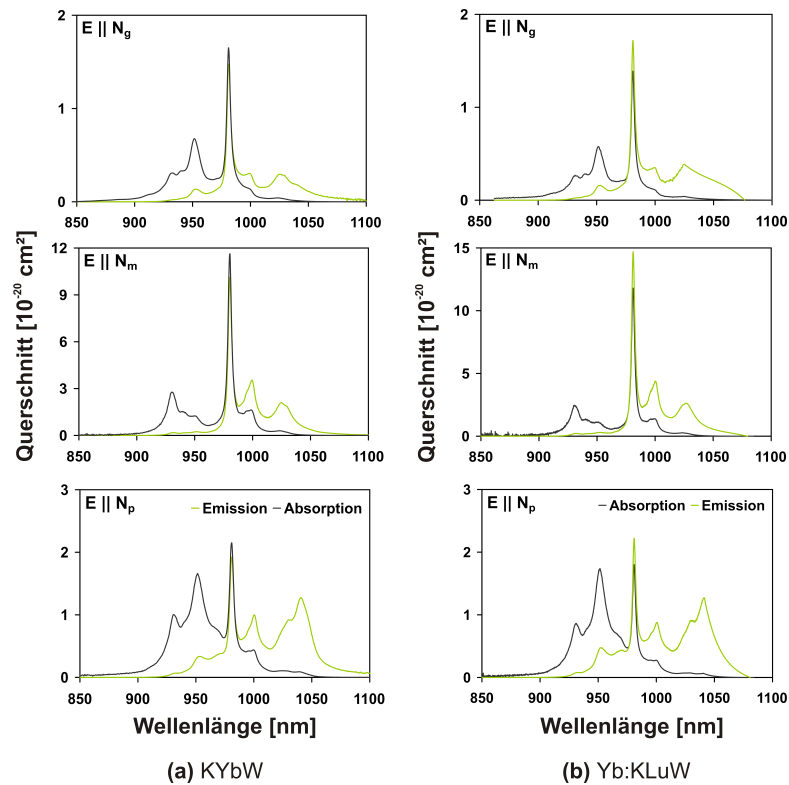 Querschnitt [10⁻²⁰ cm²]
E || Ng
2
1
0
850 900 950 1000 1050 1100
E || Nm
12
9
6
3
0
850 900 950 1000 1050 1100
E || Np
Emission Absorption
3
2
1
0
850 900 950 1000 1050 1100
Wellenlänge [nm]
(a) KYbW
Querschnitt [10⁻²⁰ cm²]
E || Ng
2
1
0
850 900 950 1000 1050 1100
E || Nm
15
10
5
0
850 900 950 1000 1050 1100
E || Np
Absorption Emission
3
2
1
0
850 900 950 1000 1050 1100
Wellenlänge [nm]
(b) Yb:KLuW